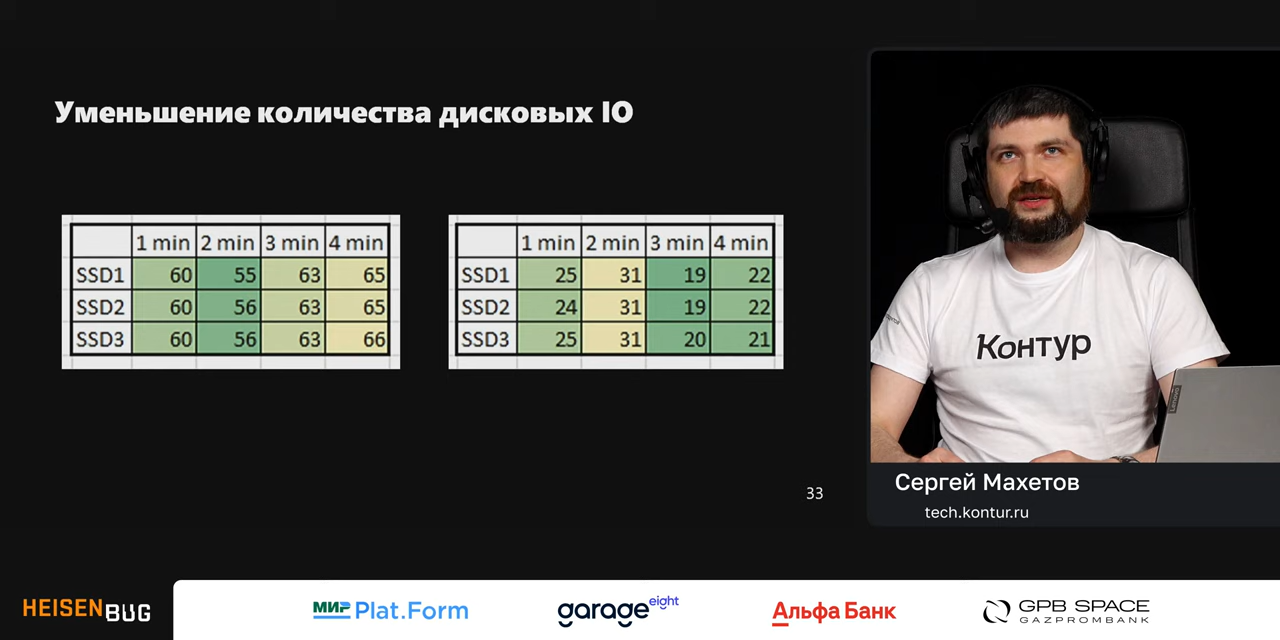 Уменьшение количества дисковых IO
1 min 2 min 3 min 4 min
SSD1 60 55 63 65
SSD2 60 56 63 65
SSD3 60 56 63 66
1 min 2 min 3 min 4 min
SSD1 25 31 19 22
SSD2 24 31 19 22
SSD3 25 31 20 21
33
Контур
Lenovo
Сергей Махетов
tech.kontur.ru
HEISENBUG
МИР Plat.Form
garage eight
Альфа Банк
GPB SPACE
GAZPROMBANK